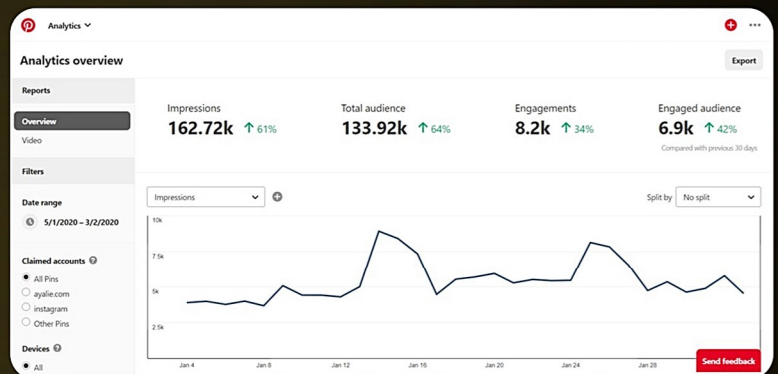 Analytics
Analytics overview
Export
Reports
Overview
Video
Filters
Date range
5/1/2020 – 3/2/2020
Claimed accounts
All Pins
ayalie.com
instagram
Other Pins
Devices
All
Impressions
162.72k 61%
Total audience
133.92k 64%
Engagements
8.2k 34%
Engaged audience
6.9k 42%
Compared with previous 30 days
Impressions
Split by No split
10k
7.5k
5k
2.5k
Jan 4 Jan 8 Jan 12 Jan 16 Jan 20 Jan 24 Jan 28
Send feedback